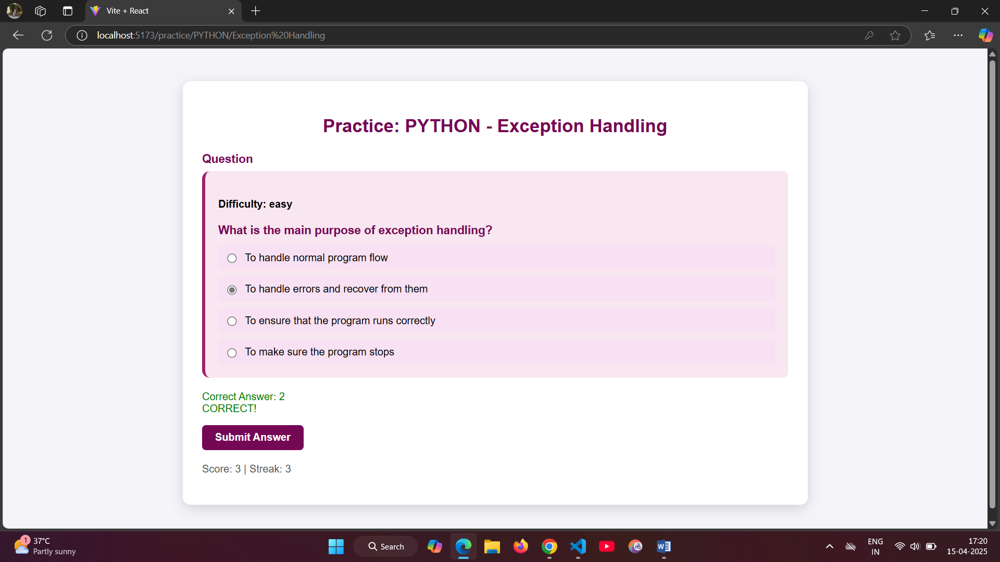 Vite + React
localhost:5173/practice/PYTHON/Exception%20Handling
Practice: PYTHON - Exception Handling
Question
Difficulty: easy
What is the main purpose of exception handling?
To handle normal program flow
To handle errors and recover from them
To ensure that the program runs correctly
To make sure the program stops
Correct Answer: 2
CORRECT!
Submit Answer
Score: 3 | Streak: 3
1
37°C
Partly sunny
Search
W
ENG
IN
17:20
15-04-2025